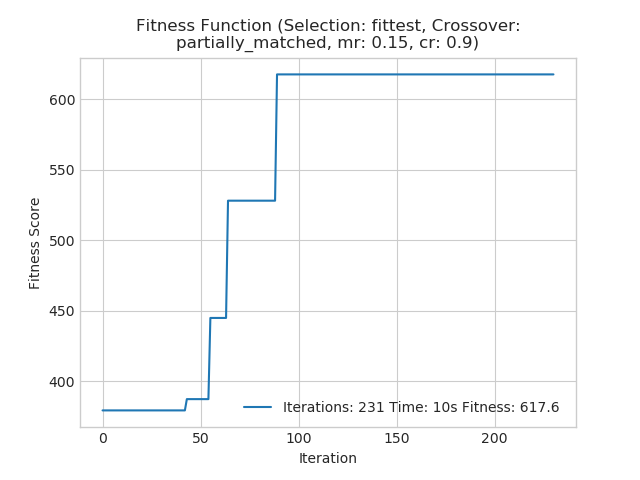 Fitness Function (Selection: fittest, Crossover:
partially_matched, mr: 0.15, cr: 0.9)
Fitness Score
600
550
500
450
400
Iterations: 231 Time: 10s Fitness: 617.6
0
50
100
150
200
Iteration